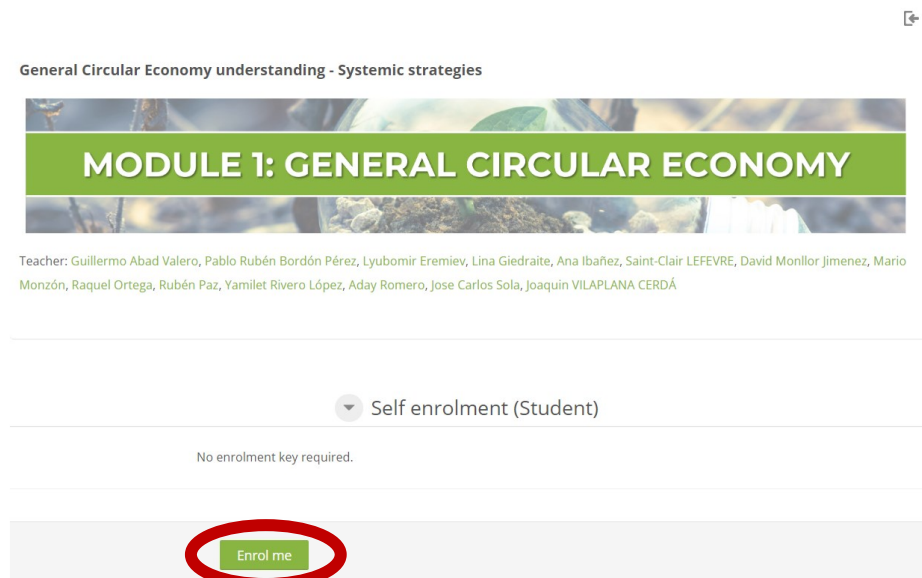 General Circular Economy understanding - Systemic strategies
MODULE 1: GENERAL CIRCULAR ECONOMY
Teacher: Guillermo Abad Valero, Pablo Rubén Bordón Pérez, Lyubomir Eremiev, Lina Giedraite, Ana Ibañez, Saint-Clair LEFEVRE, David Monllor Jimenez, Mario
Monzón, Raquel Ortega, Rubén Paz, Yamilet Rivero López, Aday Romero, Jose Carlos Sola, Joaquin VILAPLANA CERDÁ
Self enrolment (Student)
No enrolment key required.
Enrol me